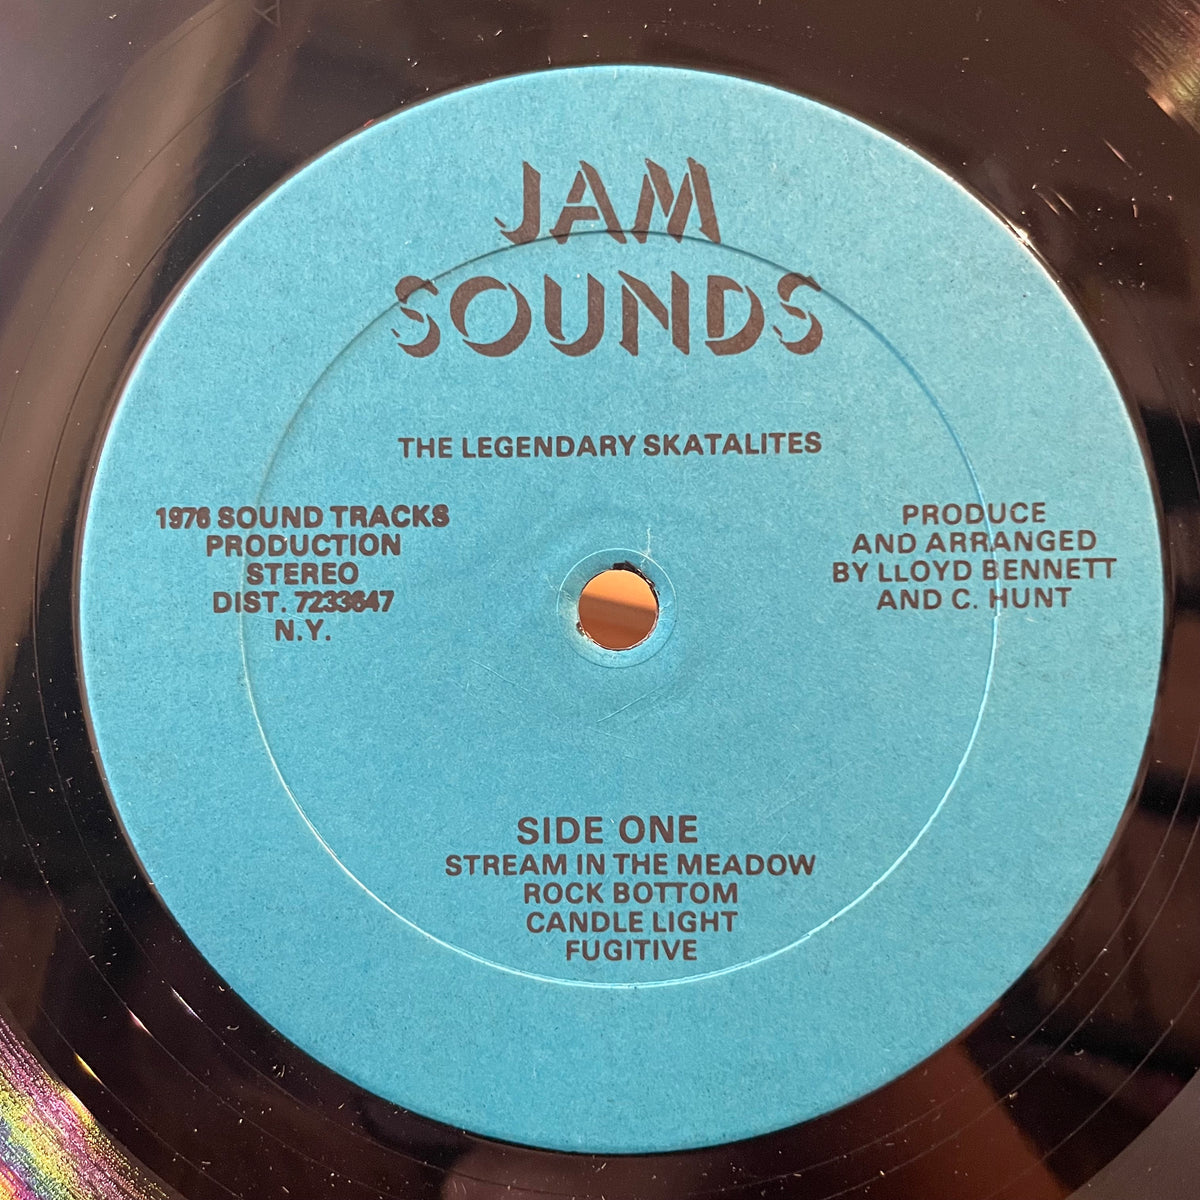 JAM
SOUNDS
THE LEGENDARY SKATALITES
1976 SOUND TRACKS
PRODUCTION
STEREO
DIST. 7233647
N.Y.
PRODUCE
AND ARRANGED
BY LLOYD BENNETT
AND C. HUNT
SIDE ONE
STREAM IN THE MEADOW
ROCK BOTTOM
CANDLE LIGHT
FUGITIVE